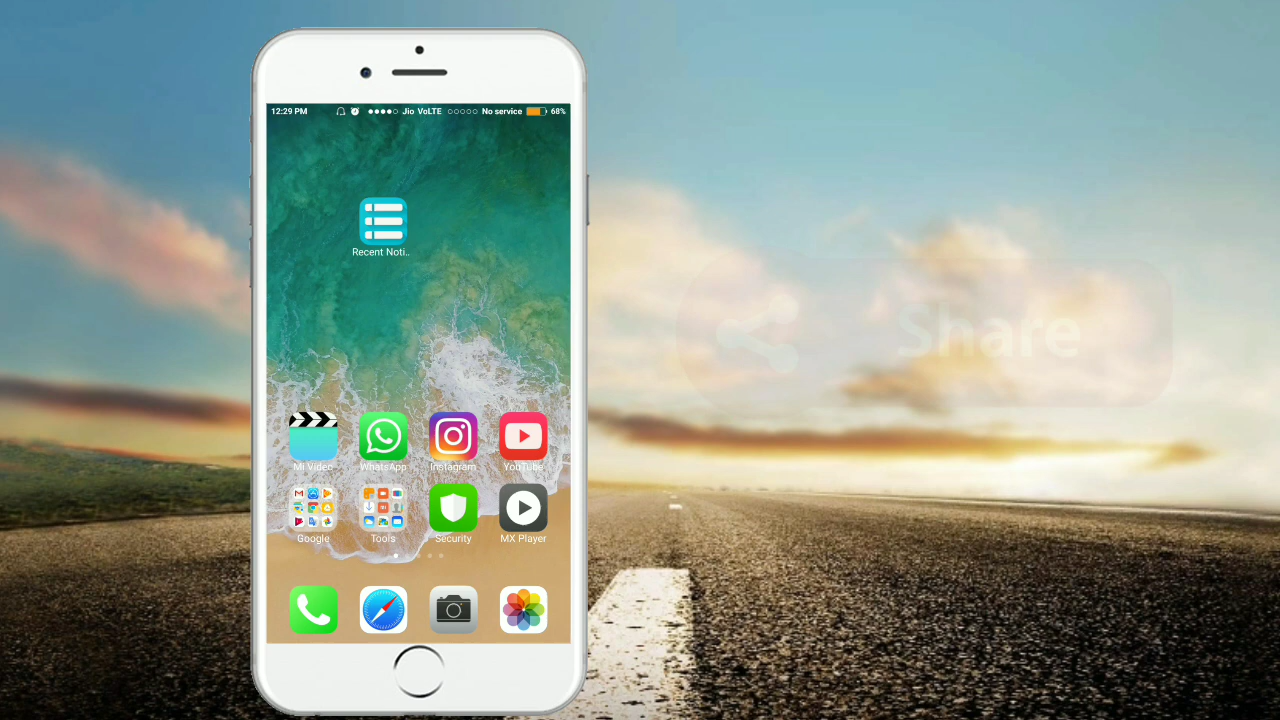 12:29 PM Jio VoLTE No service 68%
Recent Noti..
Share
Mi Video WhatsApp Instagram YouTube
Google Tools Security MX Player